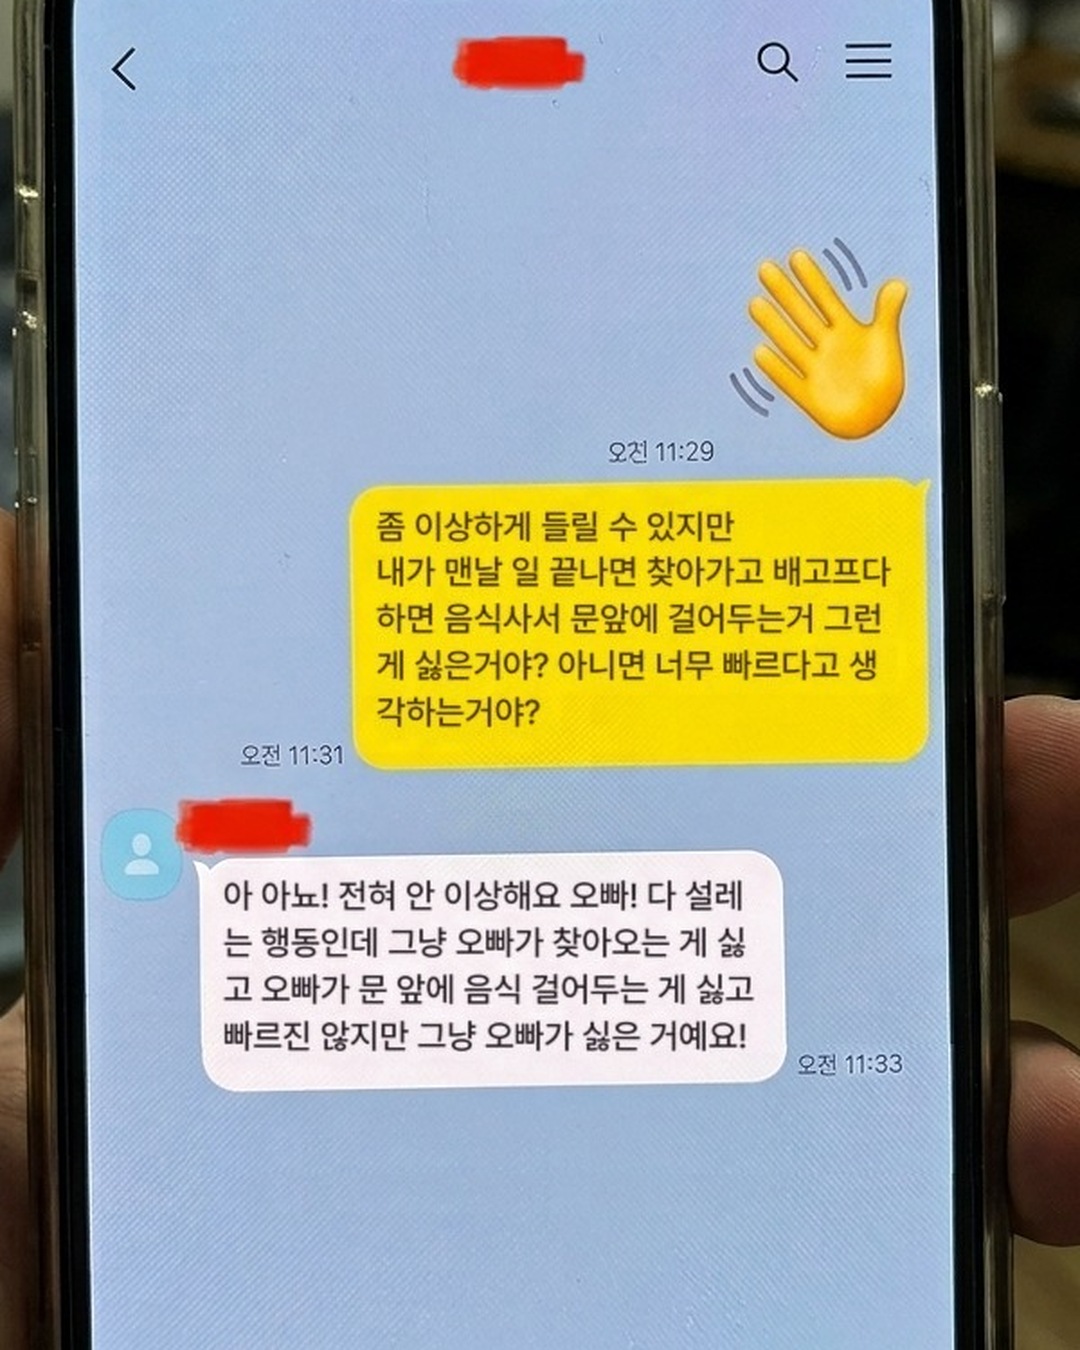 오전 11:29
좀 이상하게 들릴 수 있지만
내가 맨날 일 끝나면 찾아가고 배고프다
하면 음식사서 문앞에 걸어두는거 그런
게 싫은거야? 아니면 너무 빠르다고 생
각하는거야?
오전 11:31
아 아뇨! 전혀 안 이상해요 오빠! 다 설레
는 행동인데 그냥 오빠가 찾아오는 게 싫
고 오빠가 문 앞에 음식 걸어두는 게 싫고
빠르진 않지만 그냥 오빠가 싫은 거예요!
오전 11:33